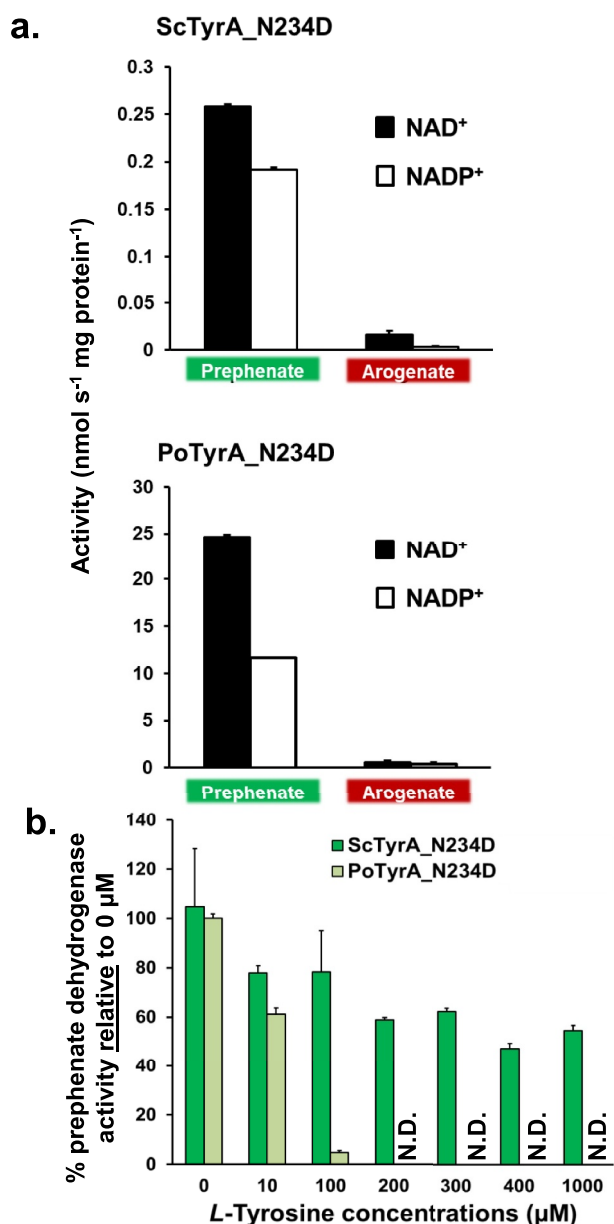 a.
ScTyrA_N234D
Activity (nmol s⁻¹ mg protein⁻¹)
0.3
0.25
0.2
0.15
0.1
0.05
0
NAD⁺
NADP⁺
Prephenate
Arogenate
PoTyrA_N234D
30
25
20
15
10
5
0
NAD⁺
NADP⁺
Prephenate
Arogenate
b.
% prephenate dehydrogenase
activity relative to 0 µM
140
120
100
80
60
40
20
0
ScTyrA_N234D
PoTyrA_N234D
N.D.
N.D.
N.D.
N.D.
0 10 100 200 300 400 1000
L-Tyrosine concentrations (µM)